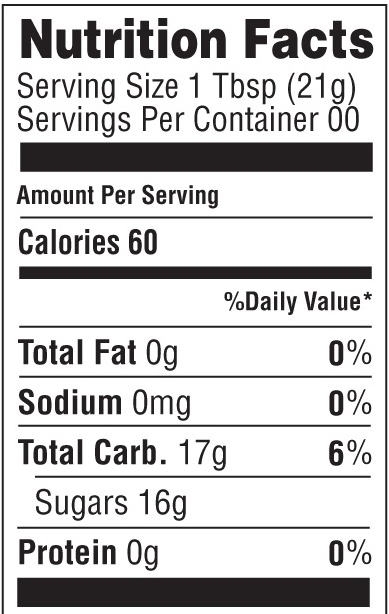 Nutrition Facts
Serving Size 1 Tbsp (21g)
Servings Per Container 00
Amount Per Serving
Calories 60
%Daily Value*
Total Fat 0g 0%
Sodium 0mg 0%
Total Carb. 17g 6%
Sugars 16g
Protein 0g 0%